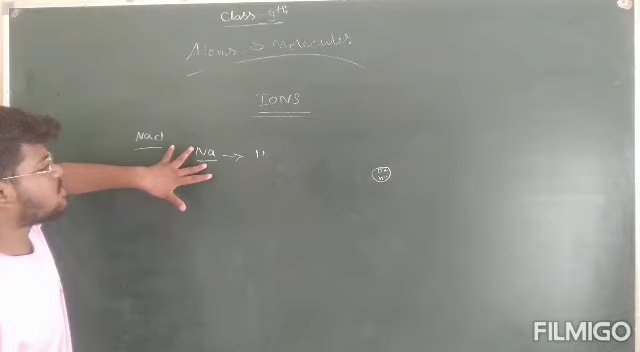 Class - 9th
Atoms & Molecules
IONS
Nacl
Na → 11
FILMIGO